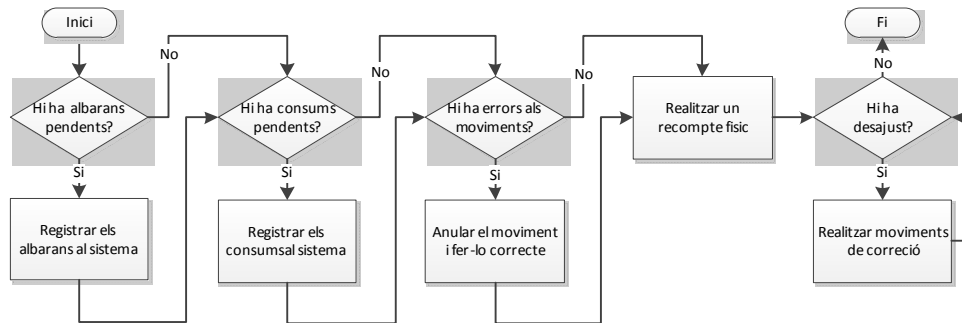 Inici
Fi
No
No
No
No
Hi ha albarans
pendents?
Hi ha consums
pendents?
Hi ha errors als
moviments?
Realitzar un
recompte fisic
Hi ha
desajust?
Si
Si
Si
Si
Registrar els
albarans al sistema
Registrar els
consumsal sistema
Anular el moviment
i fer-lo correcte
Realitzar moviments
de correció